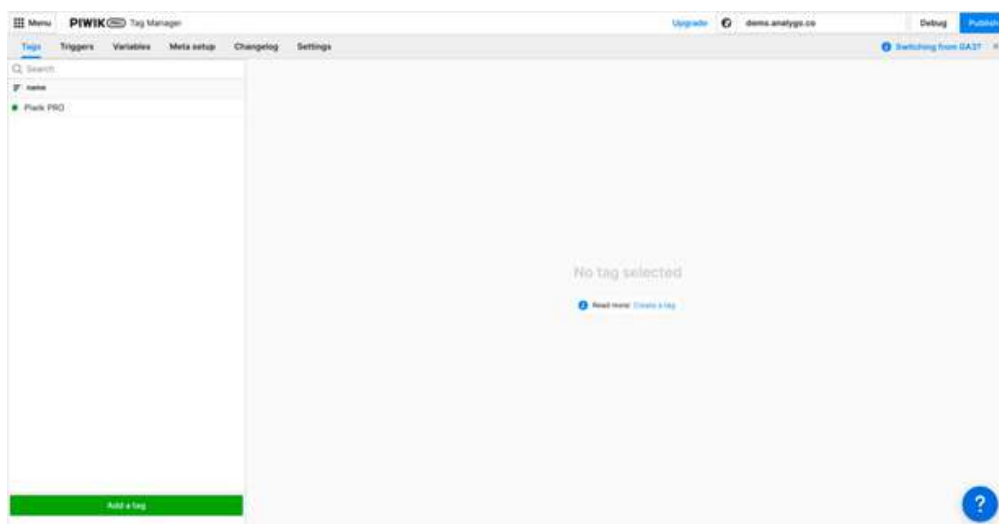 Menu PIWIK PRO Tag Manager Upgrade demo.analygo.co Debug Publish
Tags Triggers Variables Meta setup Changelog Settings Switching from GA3? ×
Search
name
Piwik PRO
No tag selected
Read more: Create a tag
Add a tag
?